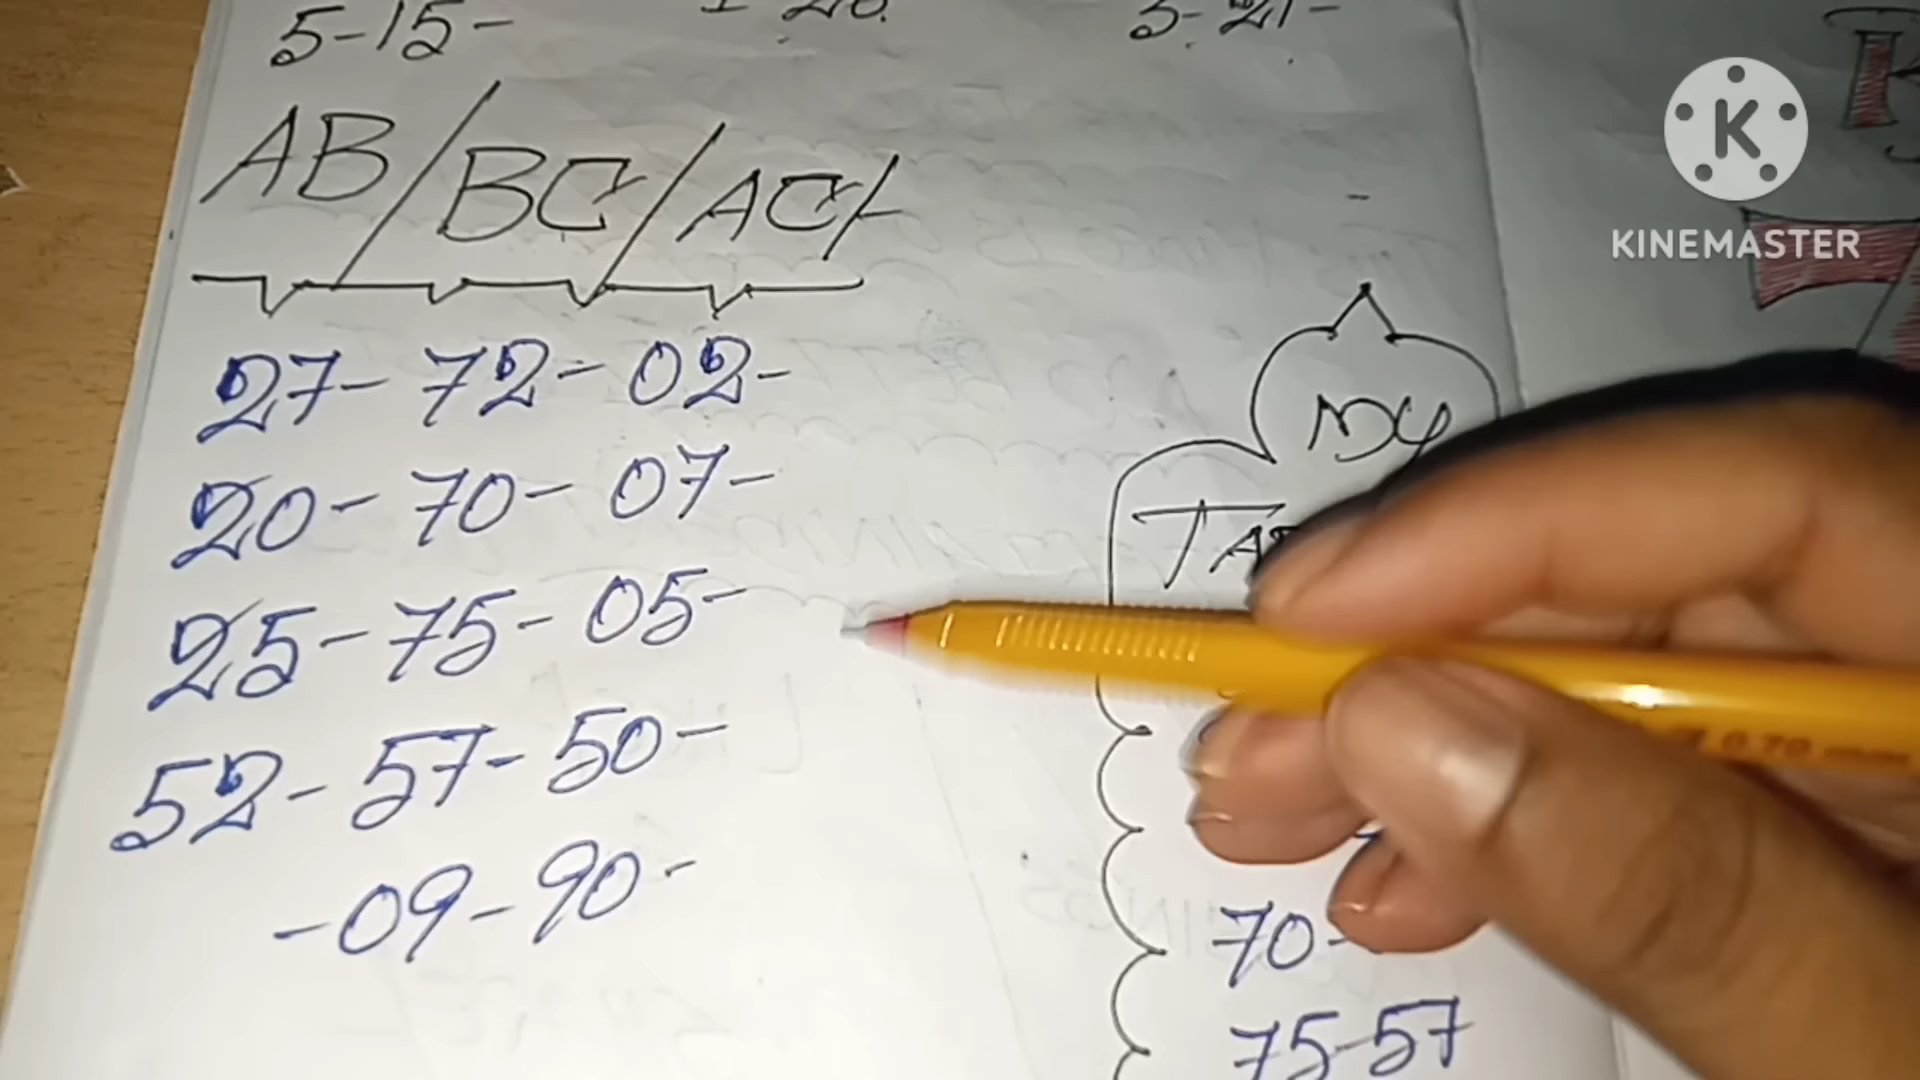 5-15-
5-21-
AB/BC/AC/-
27-72-02-
20-70-07-
25-75-05-
52-57-50-
-09-90-
MY
70-
75-57
K
KINEMASTER